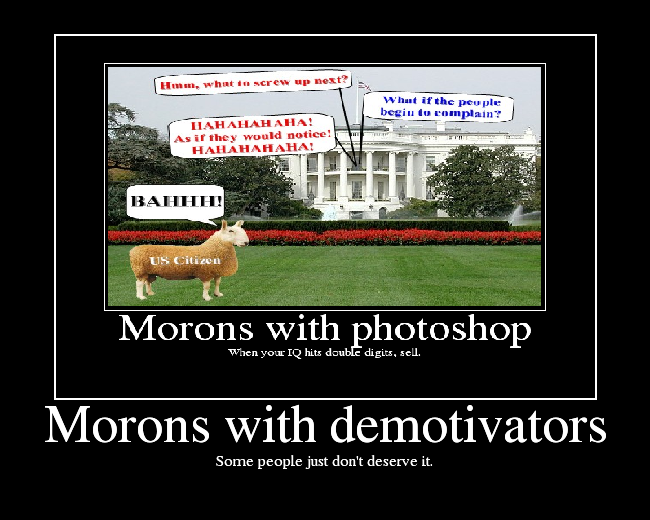 Hmm, what to screw up next?
What if the people
begin to complain?
HAHAHAHAHA!
As if they would notice!
HAHAHAHAHA!
BAHHH!
US Citizen
Morons with photoshop
When your IQ hits double digits, sell.
Morons with demotivators
Some people just don't deserve it.